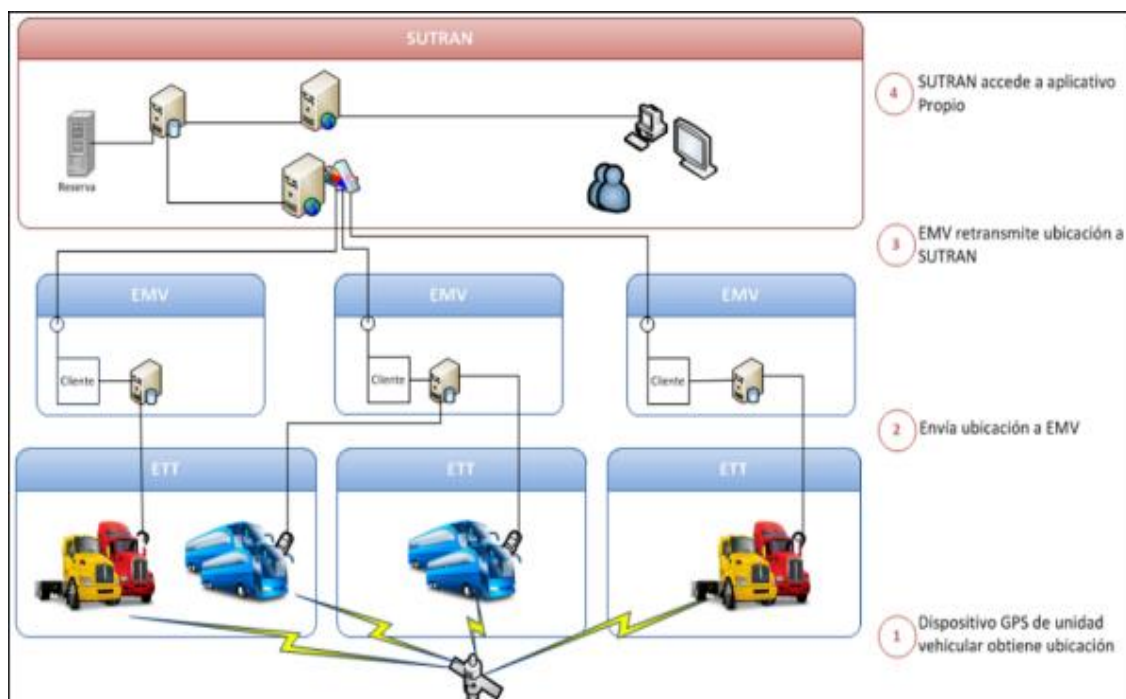 SUTRAN
Reserva
4 SUTRAN accede a aplicativo
Propio
3 EMV retransmite ubicación a
SUTRAN
EMV EMV EMV
Cliente Cliente Cliente
2 Envía ubicación a EMV
ETT ETT ETT
1 Dispositivo GPS de unidad
vehicular obtiene ubicación